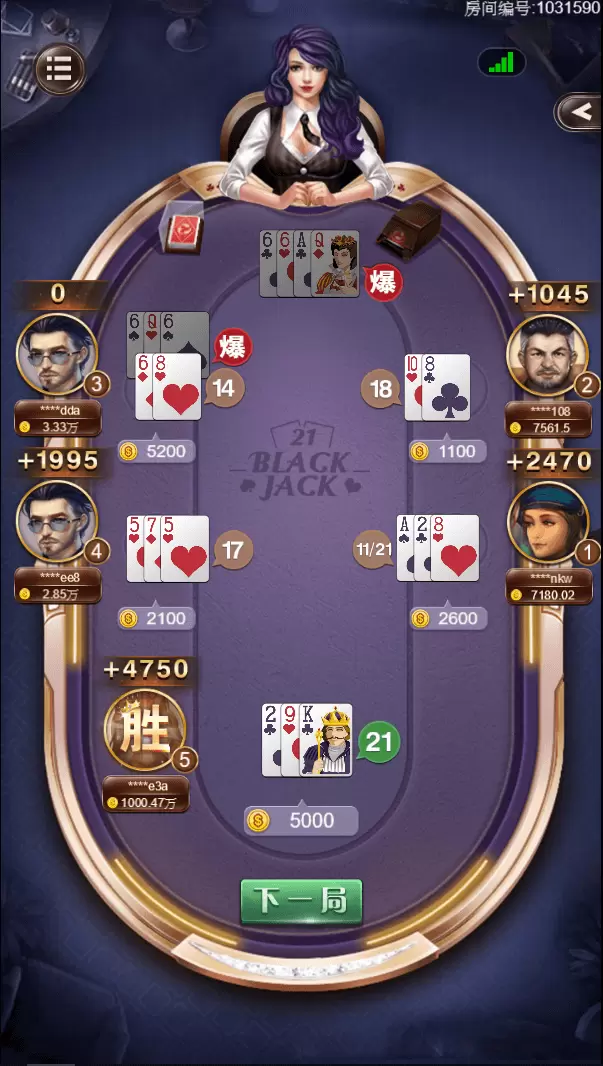 房间编号:1031590
6 6 A Q
爆
0
+1045
6 Q 6
爆
6 8
14
18
10 8
3
2
****dda
3.33万
****108
7561.5
5200
1100
21
BLACK
JACK
+1995
+2470
5 7 5
17
11/21
A 2 8
4
1
****ee8
2.85万
****nkw
7180.02
2100
2600
+4750
胜
5
2 9 K
21
****e3a
1000.47万
5000
下一局